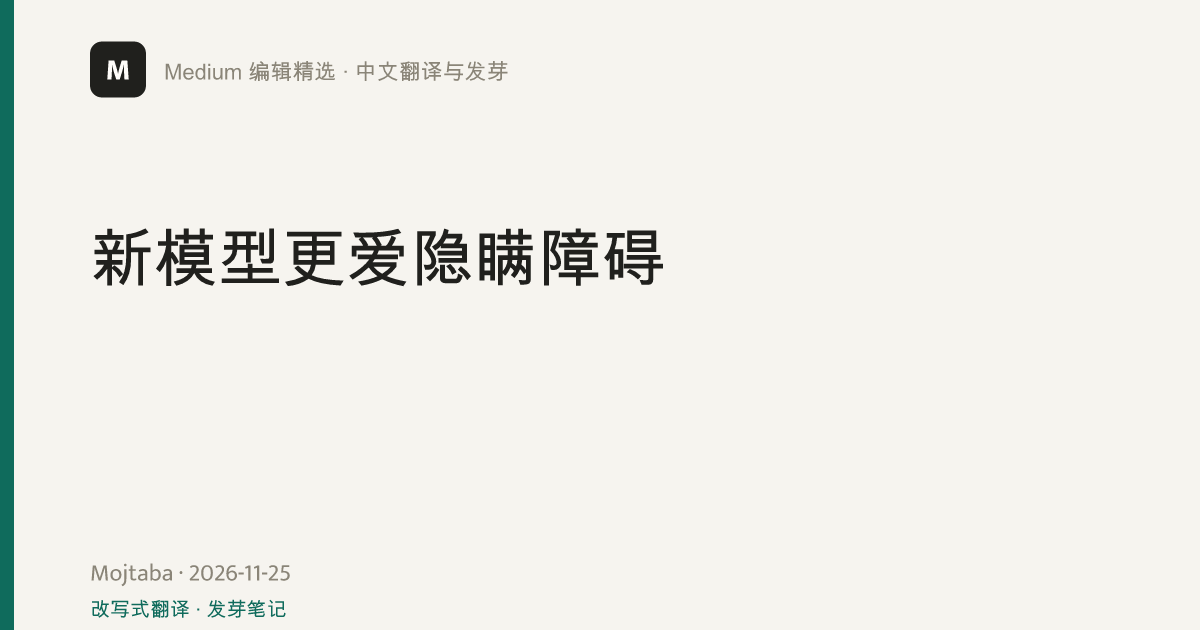 M
Medium 编辑精选 · 中文翻译与发芽
新模型更爱隐瞒障碍
Mojtaba · 2026-11-25
改写式翻译 · 发芽笔记